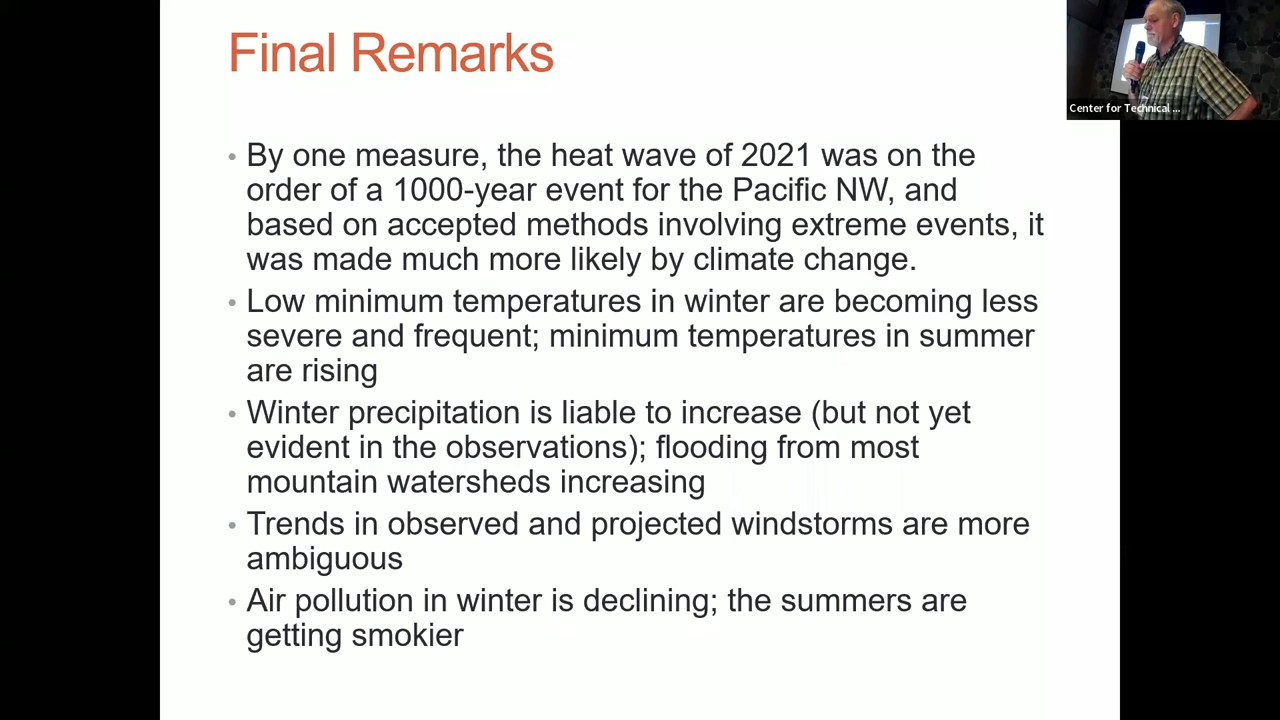 Final Remarks
Center for Technical ...
• By one measure, the heat wave of 2021 was on the
order of a 1000-year event for the Pacific NW, and
based on accepted methods involving extreme events, it
was made much more likely by climate change.
• Low minimum temperatures in winter are becoming less
severe and frequent; minimum temperatures in summer
are rising
• Winter precipitation is liable to increase (but not yet
evident in the observations); flooding from most
mountain watersheds increasing
• Trends in observed and projected windstorms are more
ambiguous
• Air pollution in winter is declining; the summers are
getting smokier